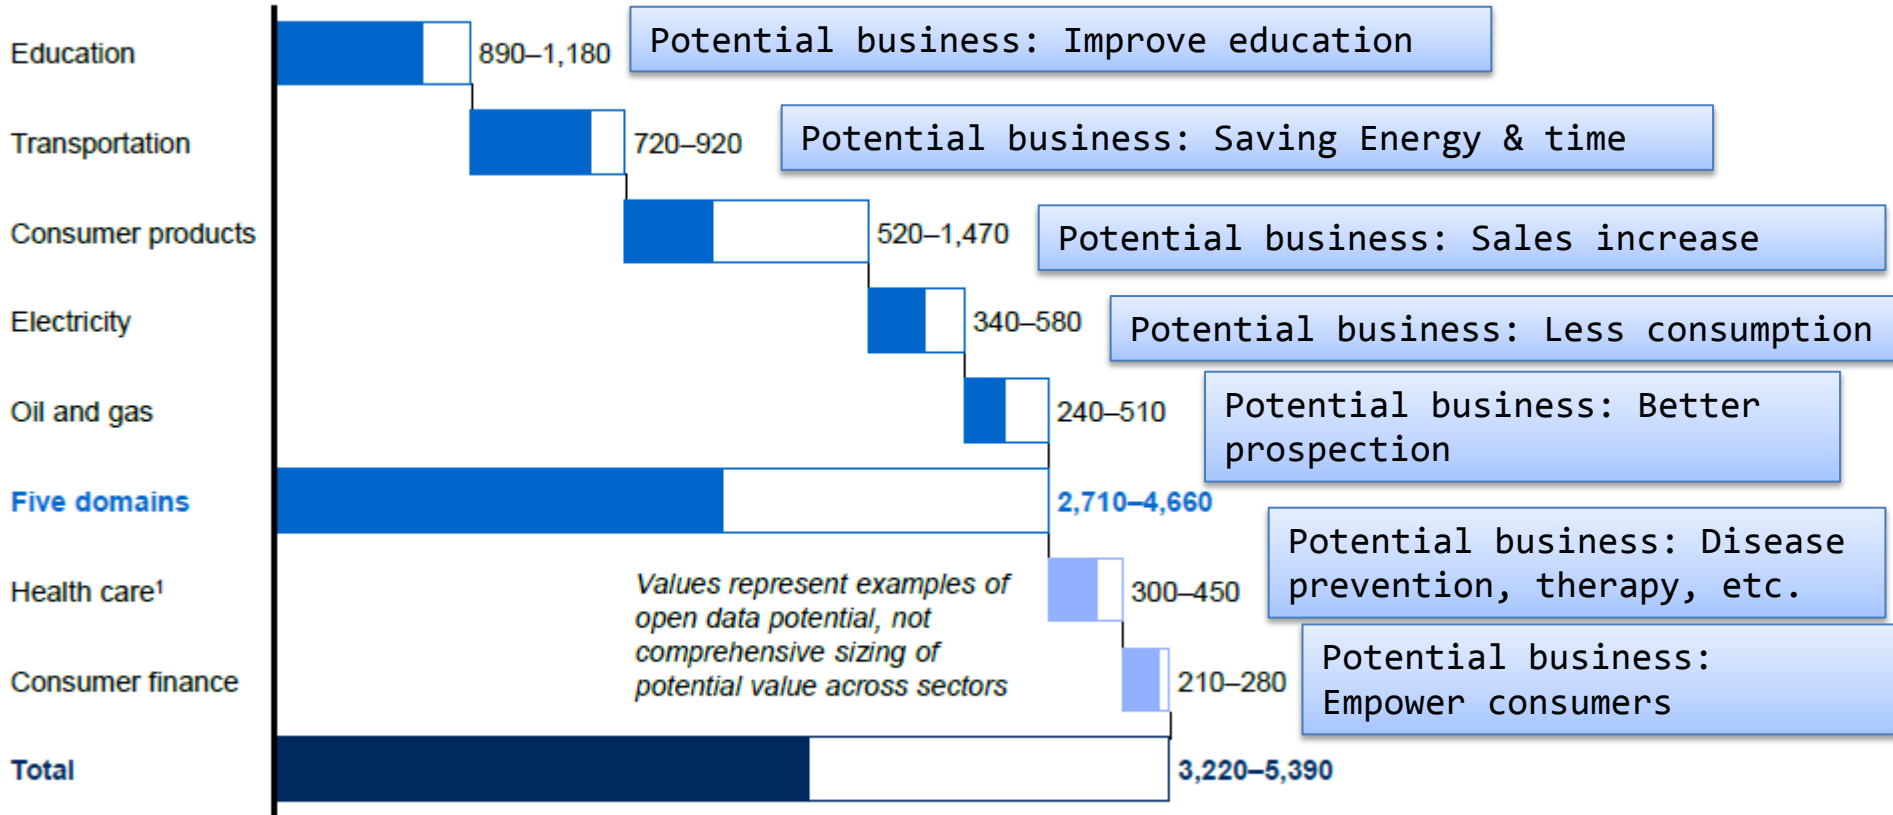 Education
890–1,180
Potential business: Improve education
Transportation
720–920
Potential business: Saving Energy & time
Consumer products
520–1,470
Potential business: Sales increase
Electricity
340–580
Potential business: Less consumption
Oil and gas
240–510
Potential business: Better
prospection
Five domains
2,710–4,660
Health care¹
Values represent examples of
open data potential, not
comprehensive sizing of
potential value across sectors
300–450
Potential business: Disease
prevention, therapy, etc.
Consumer finance
210–280
Potential business:
Empower consumers
Total
3,220–5,390